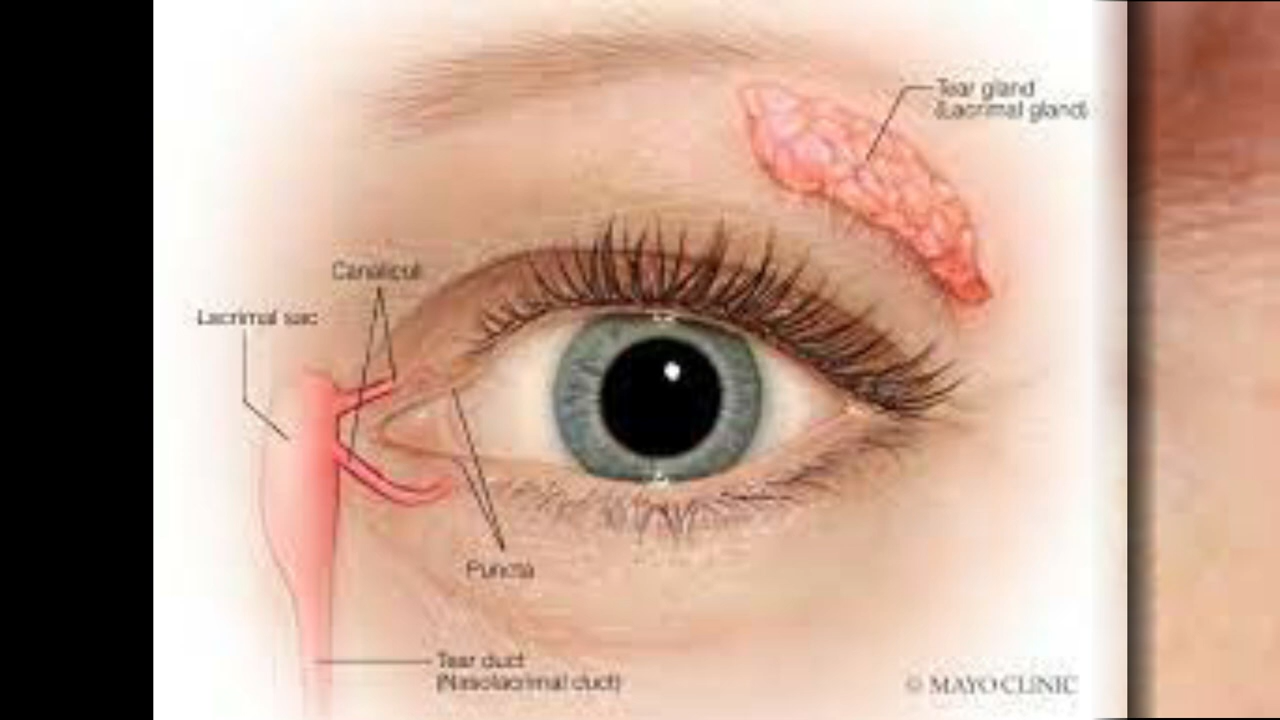 Tear gland
(Lacrimal gland)
Canaliculi
Lacrimal sac
Puncta
Tear duct
(Nasolacrimal duct)
© MAYO CLINIC